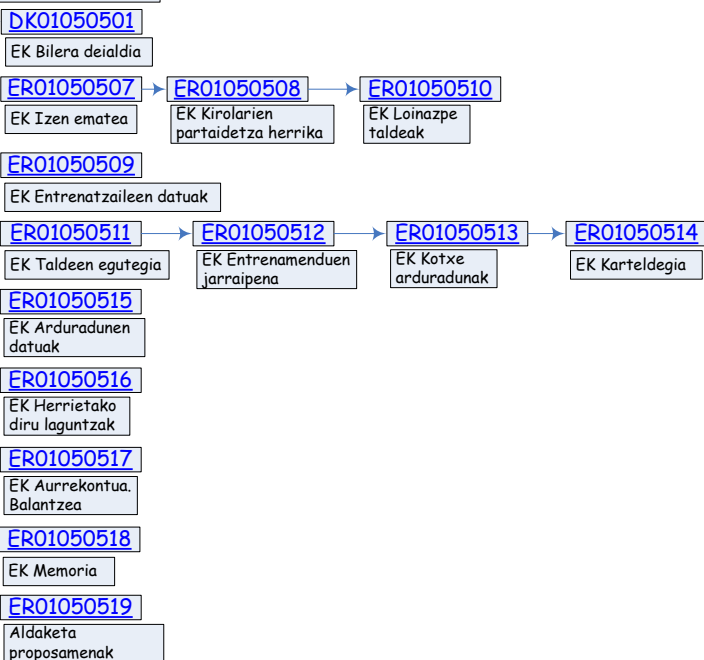 DK01050501
EK Bilera deialdia
ER01050507
EK Izen ematea
ER01050508
EK Kirolarien
partaidetza herrika
ER01050510
EK Loinazpe
taldeak
ER01050509
EK Entrenatzaileen datuak
ER01050511
EK Taldeen egutegia
ER01050512
EK Entrenamenduen
jarraipena
ER01050513
EK Kotxe
arduradunak
ER01050514
EK Karteldegia
ER01050515
EK Arduradunen
datuak
ER01050516
EK Herrietako
diru laguntzak
ER01050517
EK Aurrekontua.
Balantzea
ER01050518
EK Memoria
ER01050519
Aldaketa
proposamenak